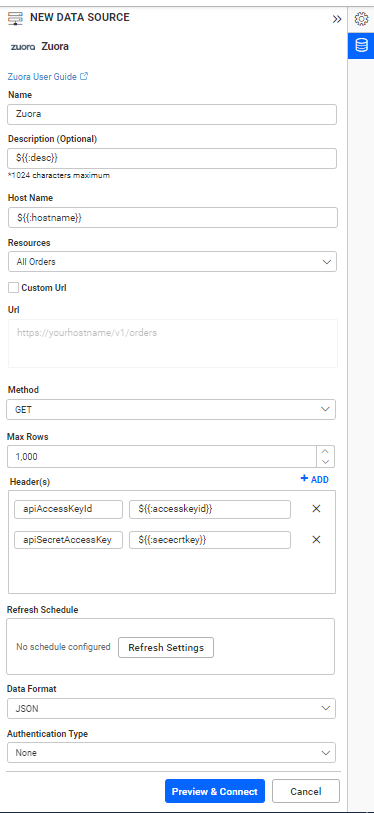 NEW DATA SOURCE
zuora Zuora
Zuora User Guide
Name
Zuora
Description (Optional)
${{:desc}}
*1024 characters maximum
Host Name
${{:hostname}}
Resources
All Orders
Custom Url
Url
https://yourhostname/v1/orders
Method
GET
Max Rows
1,000
Header(s) + ADD
apiAccessKeyId ${{:accesskeyid}}
apiSecretAccessKey ${{:sececrtkey}}
Refresh Schedule
No schedule configured Refresh Settings
Data Format
JSON
Authentication Type
None
Preview & Connect Cancel